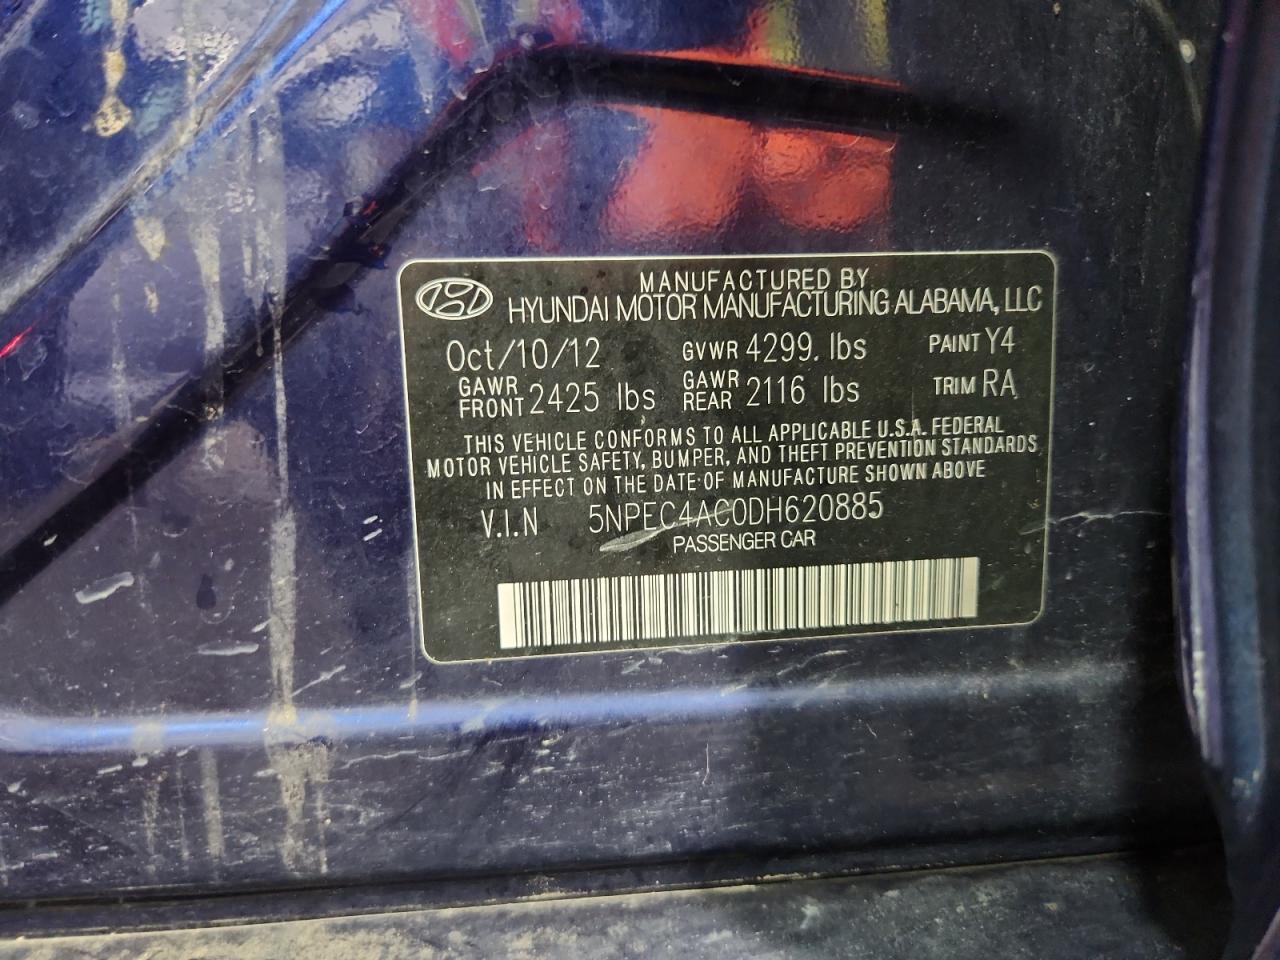 MANUFACTURED BY
HYUNDAI MOTOR MANUFACTURING ALABAMA, LLC
Oct/10/12 GVWR 4299. lbs PAINT Y4
GAWR FRONT 2425 lbs GAWR REAR 2116 lbs TRIM RA
THIS VEHICLE CONFORMS TO ALL APPLICABLE U.S.A. FEDERAL
MOTOR VEHICLE SAFETY, BUMPER, AND THEFT PREVENTION STANDARDS
IN EFFECT ON THE DATE OF MANUFACTURE SHOWN ABOVE
V.I.N 5NPEC4AC0DH620885
PASSENGER CAR